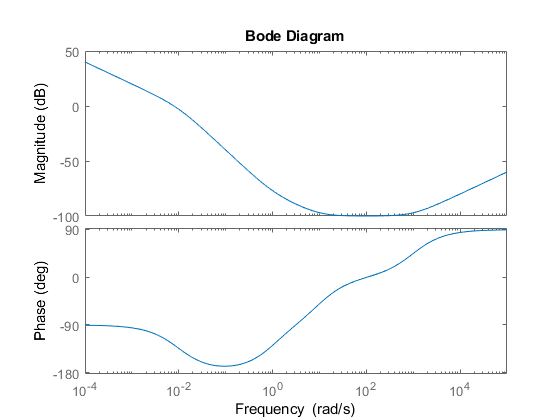 Bode Diagram
Magnitude (dB)
50
0
-50
-100
Phase (deg)
90
0
-90
-180
10^-4 10^-2 10^0 10^2 10^4
Frequency (rad/s)